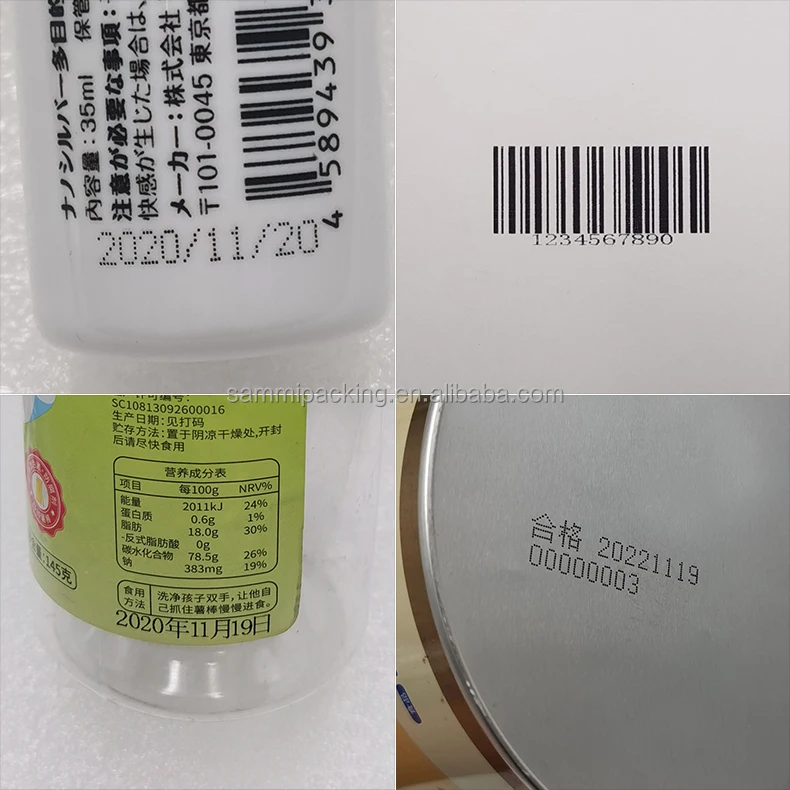 ナノシルバー多目的
内容量：35ml 保管
注意が必要な事項：
快感が生じた場合は、
メーカー：株式会社
〒101-0045 東京都
4 589439
2020/11/20
1234567890
sammipacking.en.alibaba.com
许可编号：
SC10813092600016
生产日期：见打码
贮存方法：置于阴凉干燥处，开封
后请尽快食用
营养成分表
项目 每100g NRV%
能量 2011kJ 24%
蛋白质 0.6g 1%
脂肪 18.0g 30%
-反式脂肪酸 0g
碳水化合物 78.5g 26%
钠 383mg 19%
量：145克
食用方法 洗净孩子双手，让他自
己抓住薯棒慢慢进食。
2020年11月19日
合格 20221119
00000003